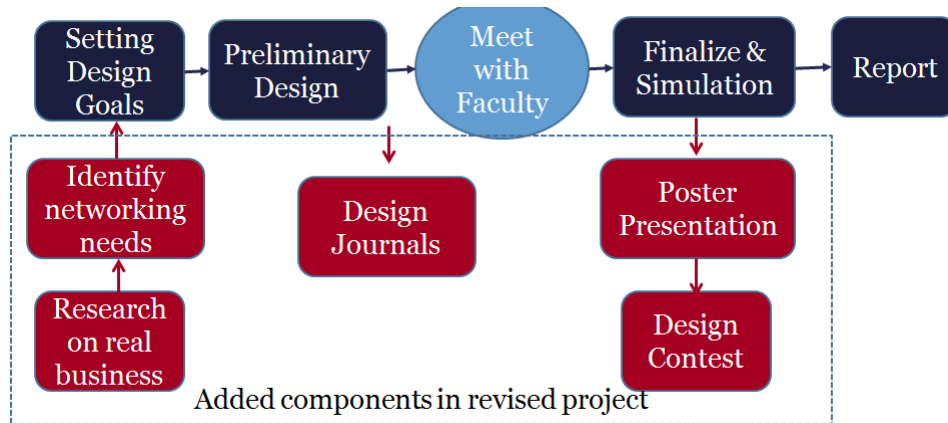 Setting
Design
Goals
Preliminary
Design
Meet
with
Faculty
Finalize &
Simulation
Report
Identify
networking
needs
Design
Journals
Poster
Presentation
Research
on real
business
Design
Contest
Added components in revised project